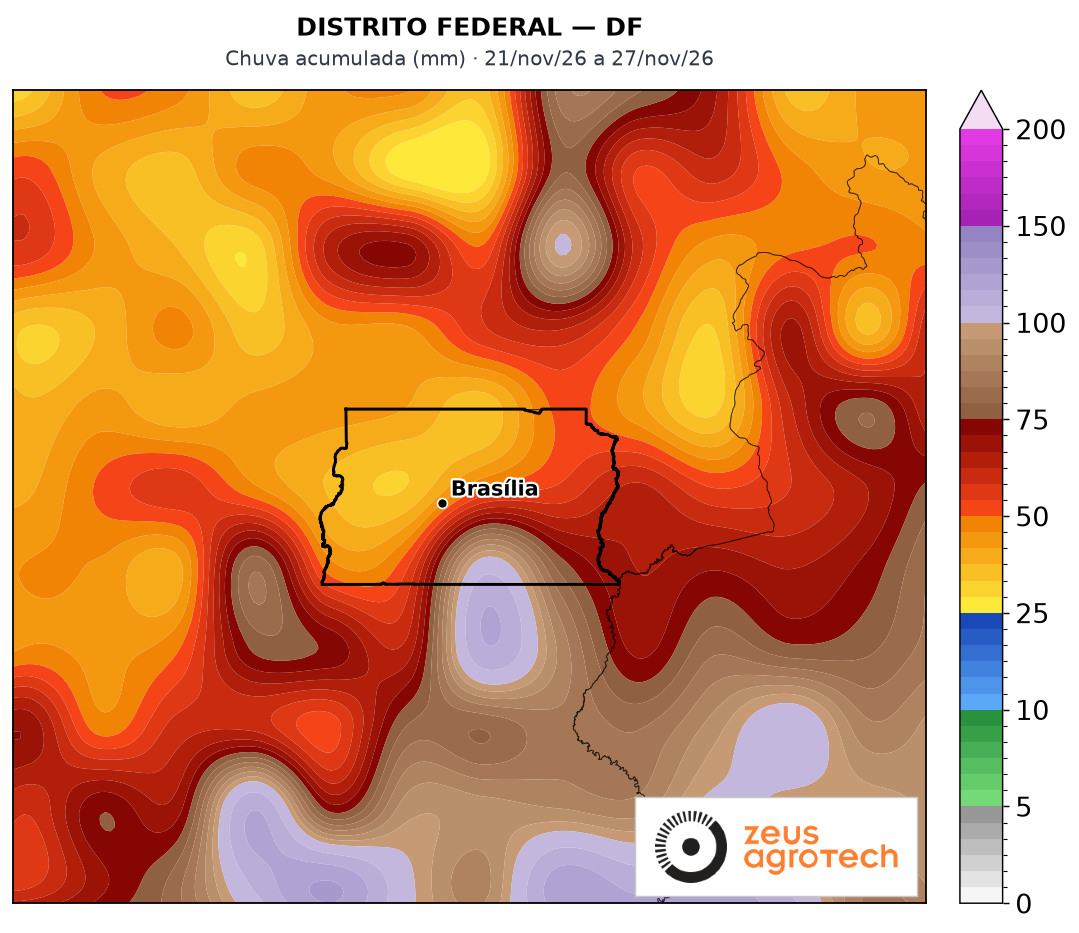 DISTRITO FEDERAL — DF
Chuva acumulada (mm) · 21/nov/26 a 27/nov/26
200
150
100
75
50
25
10
5
0
Brasília
zeus
agrotech